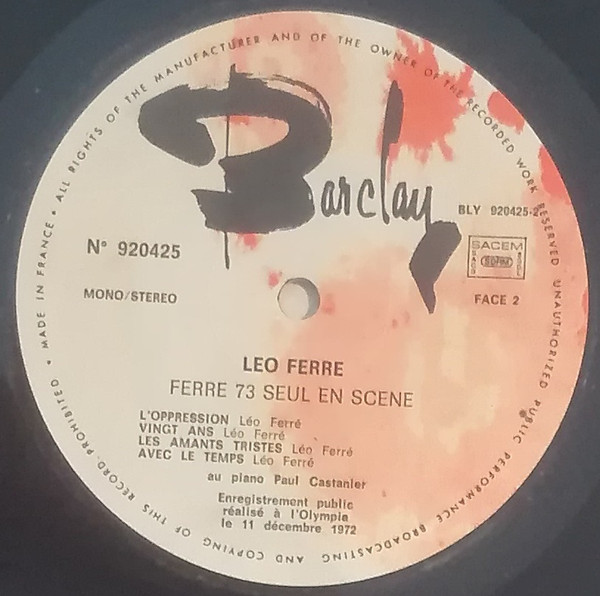 ALL RIGHTS OF THE MANUFACTURER AND OF THE OWNER OF THE RECORDED WORK RESERVED UNAUTHORIZED PUBLIC PERFORMANCE BROADCASTING AND COPYING OF THIS RECORD PROHIBITED • MADE IN FRANCE •
Barclay
BLY 920425-2
N° 920425
SACEM
MONO/STEREO
FACE 2
LEO FERRE
FERRE 73 SEUL EN SCENE
L'OPPRESSION Léo Ferré
VINGT ANS Léo Ferré
LES AMANTS TRISTES Léo Ferré
AVEC LE TEMPS Léo Ferré
au piano Paul Castanier
Enregistrement public
réalisé à l'Olympia
le 11 décembre 1972